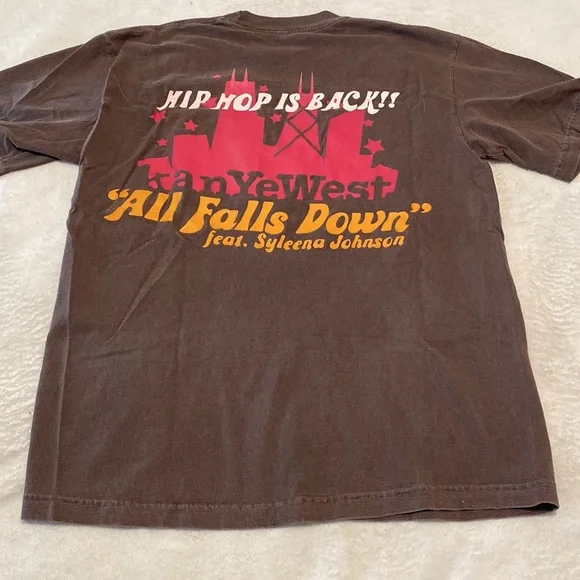 HIP HOP IS BACK!!
kanYeWest
"All Falls Down"
feat. Syleena Johnson